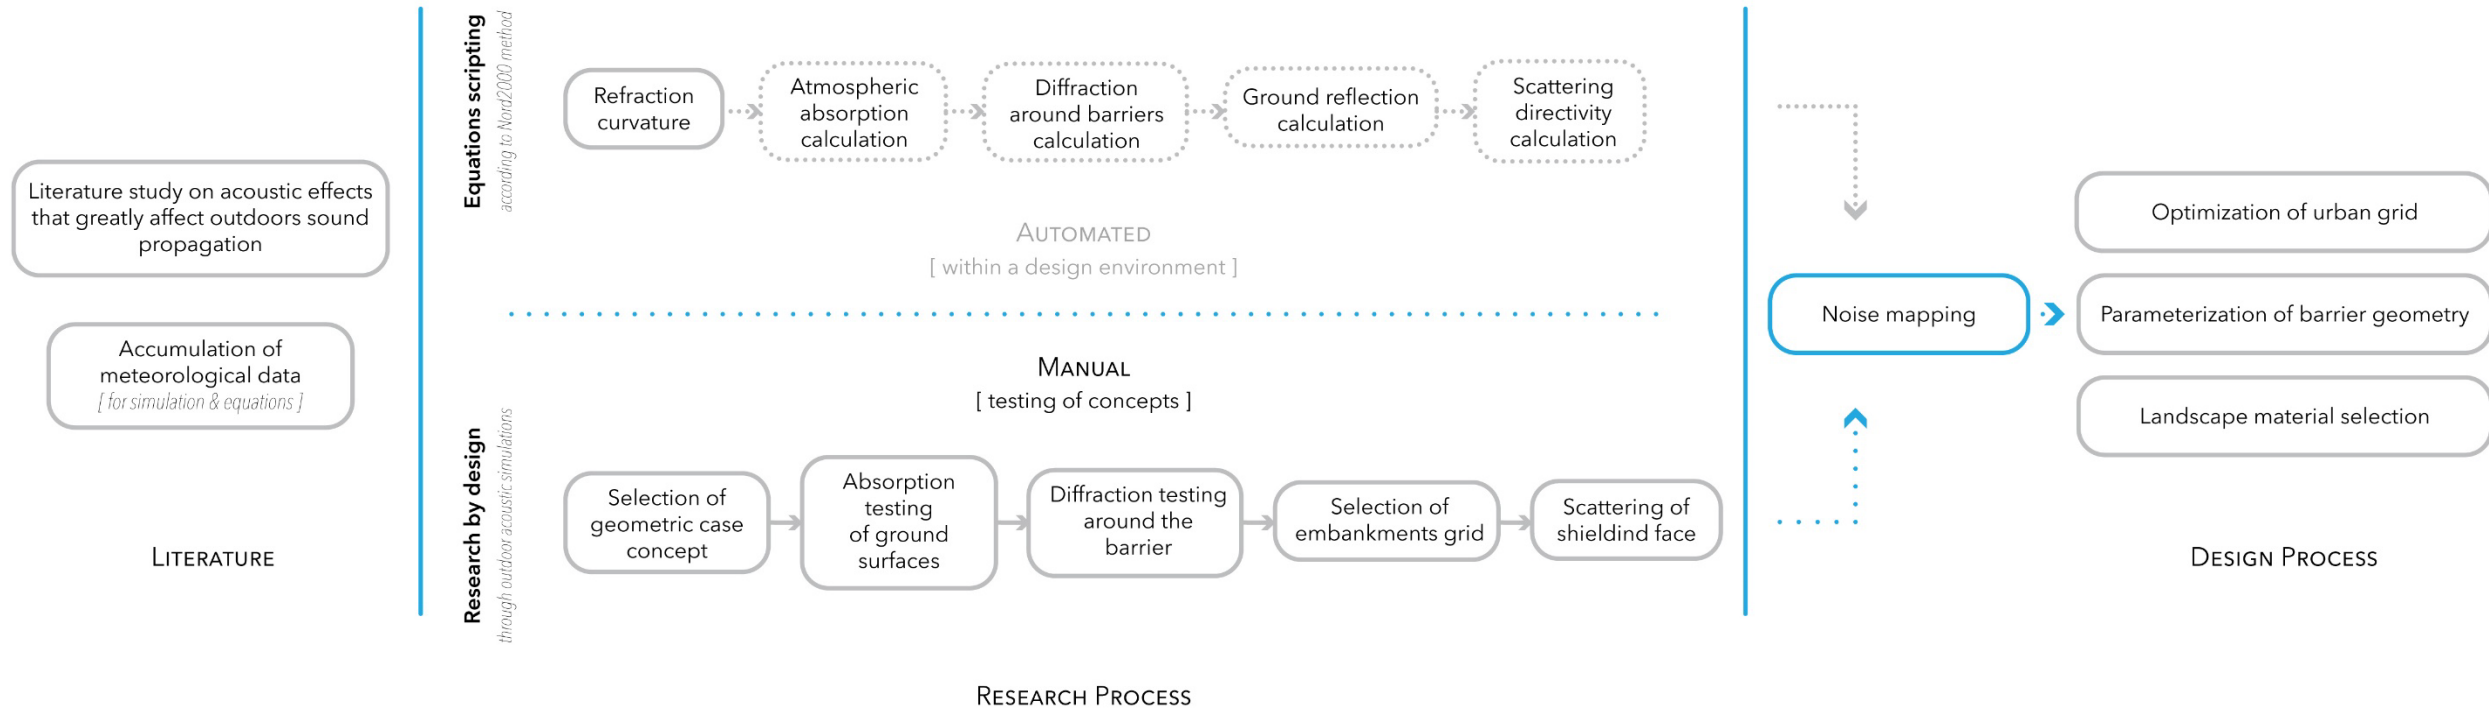 Literature study on acoustic effects
that greatly affect outdoors sound
propagation
Accumulation of
meteorological data
[ for simulation & equations ]
LITERATURE
Equations scripting
according to Nord2000 method
Refraction
curvature
Atmospheric
absorption
calculation
Diffraction
around barriers
calculation
Ground reflection
calculation
Scattering
directivity
calculation
AUTOMATED
[ within a design environment ]
MANUAL
[ testing of concepts ]
Research by design
through outdoor acoustic simulations
Selection of
geometric case
concept
Absorption
testing
of ground
surfaces
Diffraction testing
around the
barrier
Selection of
embankments grid
Scattering of
shieldind face
RESEARCH PROCESS
Noise mapping
Optimization of urban grid
Parameterization of barrier geometry
Landscape material selection
DESIGN PROCESS